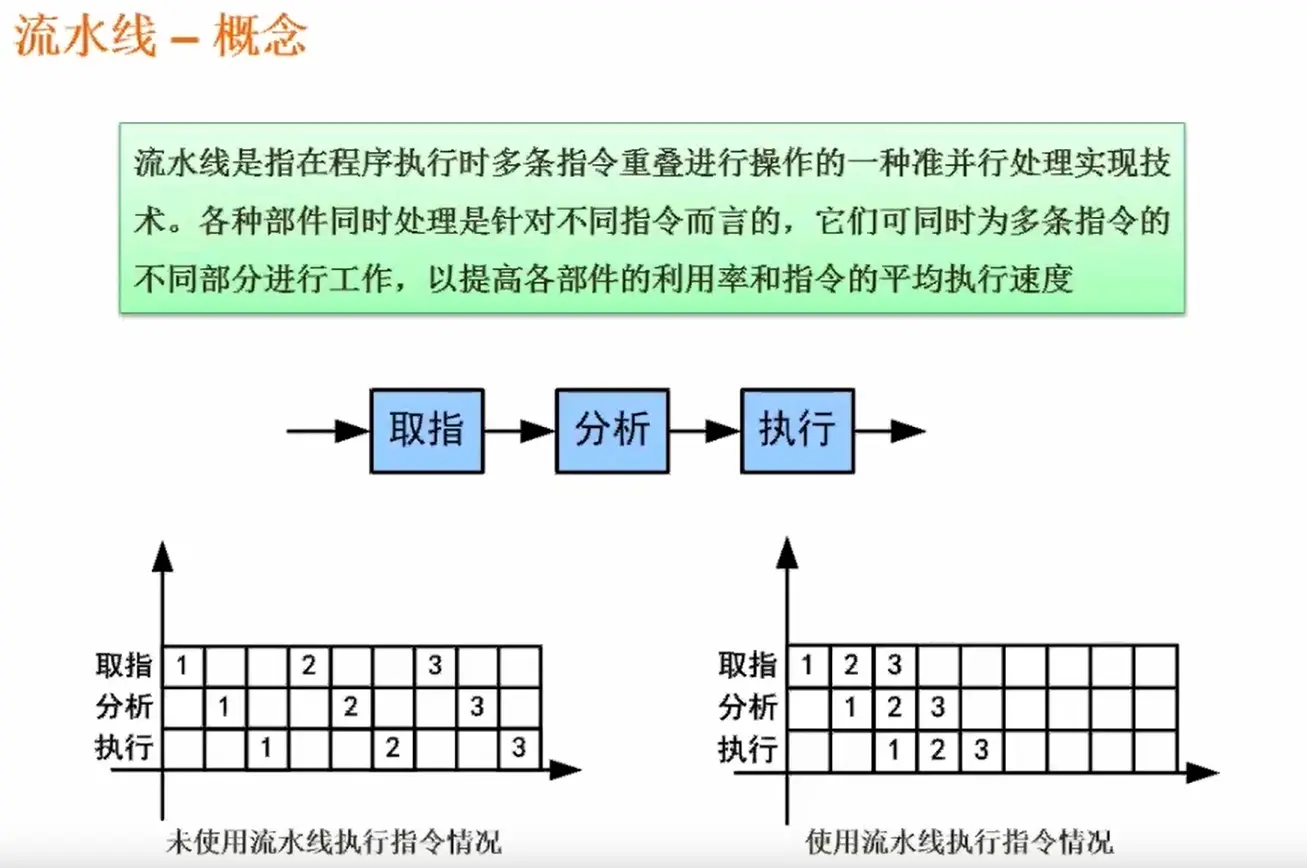 流水线 – 概念
流水线是指在程序执行时多条指令重叠进行操作的一种准并行处理实现技
术。各种部件同时处理是针对不同指令而言的，它们可同时为多条指令的
不同部分进行工作，以提高各部件的利用率和指令的平均执行速度
取指 分析 执行
取指 1 2 3
分析 1 2 3
执行 1 2 3
未使用流水线执行指令情况
取指 1 2 3
分析 1 2 3
执行 1 2 3
使用流水线执行指令情况